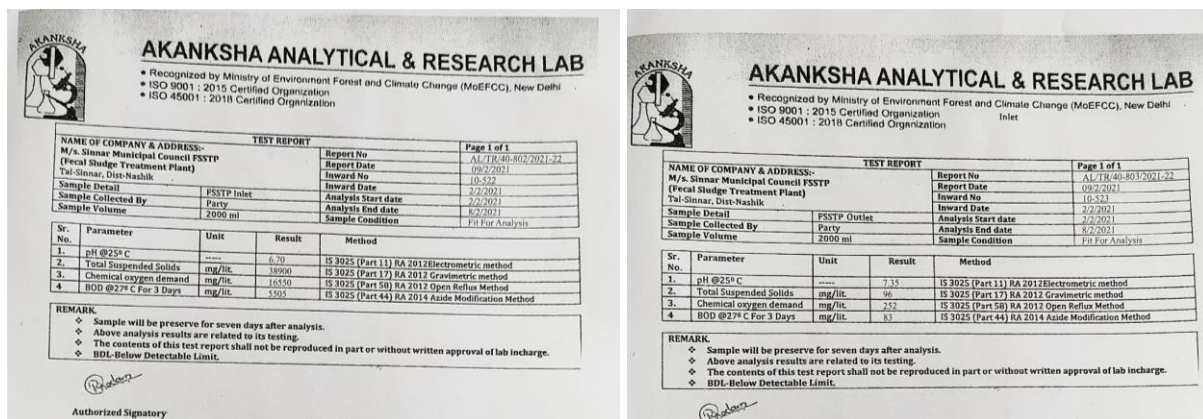 AKANKSHA
AKANKSHA ANALYTICAL & RESEARCH LAB
• Recognized by Ministry of Environment Forest and Climate Change (MoEFCC), New Delhi
• ISO 9001 : 2015 Certified Organization
• ISO 45001 : 2018 Certified Organization
TEST REPORT
Page 1 of 1
NAME OF COMPANY & ADDRESS:-
M/s. Sinnar Municipal Council FSSTP
(Fecal Sludge Treatment Plant)
Tal-Sinnar, Dist-Nashik
Report No AL/TR/40-802/2021-22
Report Date 09/2/2021
Inward No 10-522
Inward Date 2/2/2021
Sample Detail FSSTP Inlet Analysis Start date 2/2/2021
Sample Collected By Party Analysis End date 8/2/2021
Sample Volume 2000 ml Sample Condition Fit For Analysis
Sr. No. Parameter Unit Result Method
1. pH @25° C ----- 6.70 IS 3025 (Part 11) RA 2012Electrometric method
2. Total Suspended Solids mg/lit. 38900 IS 3025 (Part 17) RA 2012 Gravimetric method
3. Chemical oxygen demand mg/lit. 16550 IS 3025 (Part 58) RA 2012 Open Reflux Method
4 BOD @27° C For 3 Days mg/lit. 5505 IS 3025 (Part 44) RA 2014 Azide Modification Method
REMARK.
❖ Sample will be preserve for seven days after analysis.
❖ Above analysis results are related to its testing.
❖ The contents of this test report shall not be reproduced in part or without written approval of lab incharge.
❖ BDL-Below Detectable Limit.
Authorized Signatory
AKANKSHA
AKANKSHA ANALYTICAL & RESEARCH LAB
• Recognized by Ministry of Environment Forest and Climate Change (MoEFCC), New Delhi
• ISO 9001 : 2015 Certified Organization Inlet
• ISO 45001 : 2018 Certified Organization
TEST REPORT
Page 1 of 1
NAME OF COMPANY & ADDRESS:-
M/s. Sinnar Municipal Council FSSTP
(Fecal Sludge Treatment Plant)
Tal-Sinnar, Dist-Nashik
Report No AL/TR/40-803/2021-22
Report Date 09/2/2021
Inward No 10-523
Inward Date 2/2/2021
Sample Detail FSSTP Outlet Analysis Start date 2/2/2021
Sample Collected By Party Analysis End date 8/2/2021
Sample Volume 2000 ml Sample Condition Fit For Analysis
Sr. No. Parameter Unit Result Method
1. pH @25° C ----- 7.35 IS 3025 (Part 11) RA 2012Electrometric method
2. Total Suspended Solids mg/lit. 96 IS 3025 (Part 17) RA 2012 Gravimetric method
3. Chemical oxygen demand mg/lit. 252 IS 3025 (Part 58) RA 2012 Open Reflux Method
4 BOD @27° C For 3 Days mg/lit. 83 IS 3025 (Part 44) RA 2014 Azide Modification Method
REMARK.
❖ Sample will be preserve for seven days after analysis.
❖ Above analysis results are related to its testing.
❖ The contents of this test report shall not be reproduced in part or without written approval of lab incharge.
❖ BDL-Below Detectable Limit.